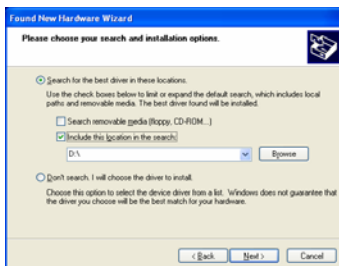 Found New Hardware Wizard
Please choose your search and installation options.
Search for the best driver in these locations.
Use the check boxes below to limit or expand the default search, which includes local
paths and removable media. The best driver found will be installed.
Search removable media (floppy, CD-ROM...)
Include this location in the search:
D:\
Browse
Don't search. I will choose the driver to install.
Choose this option to select the device driver from a list. Windows does not guarantee that
the driver you choose will be the best match for your hardware.
< Back
Next >
Cancel